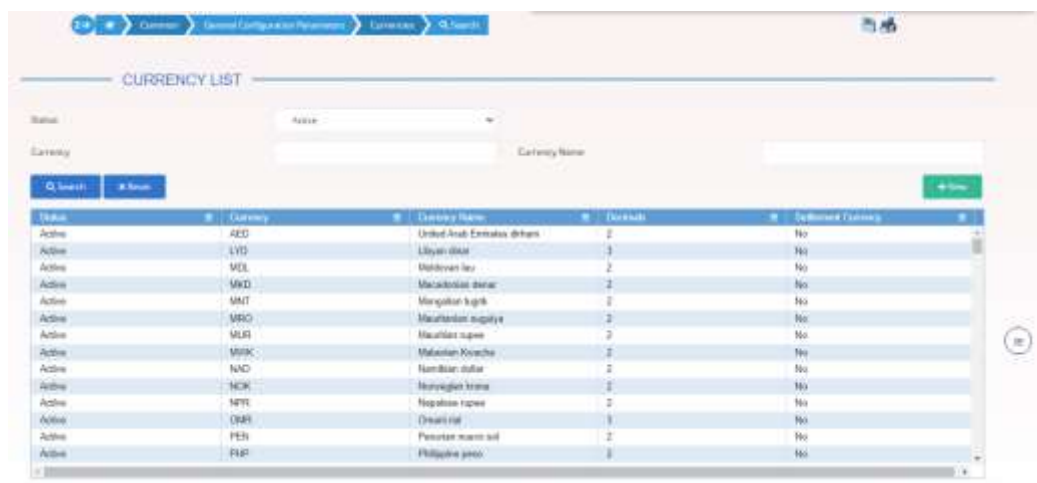 Common General Configuration Parameters Currencies Search
CURRENCY LIST
Status Active
Currency Currency Name
Search Reset New
Status Currency Currency Name Decimals Settlement Currency
Active AED United Arab Emirates dirham 2 No
Active LYD Libyan dinar 3 No
Active MDL Moldovan leu 2 No
Active MKD Macedonian denar 2 No
Active MNT Mongolian tugrik 2 No
Active MRO Mauritanian ouguiya 2 No
Active MUR Mauritian rupee 2 No
Active MWK Malawian Kwacha 2 No
Active NAD Namibian dollar 2 No
Active NOK Norwegian krone 2 No
Active NPR Nepalese rupee 2 No
Active OMR Omani rial 3 No
Active PEN Peruvian nuevo sol 2 No
Active PHP Philippine peso No